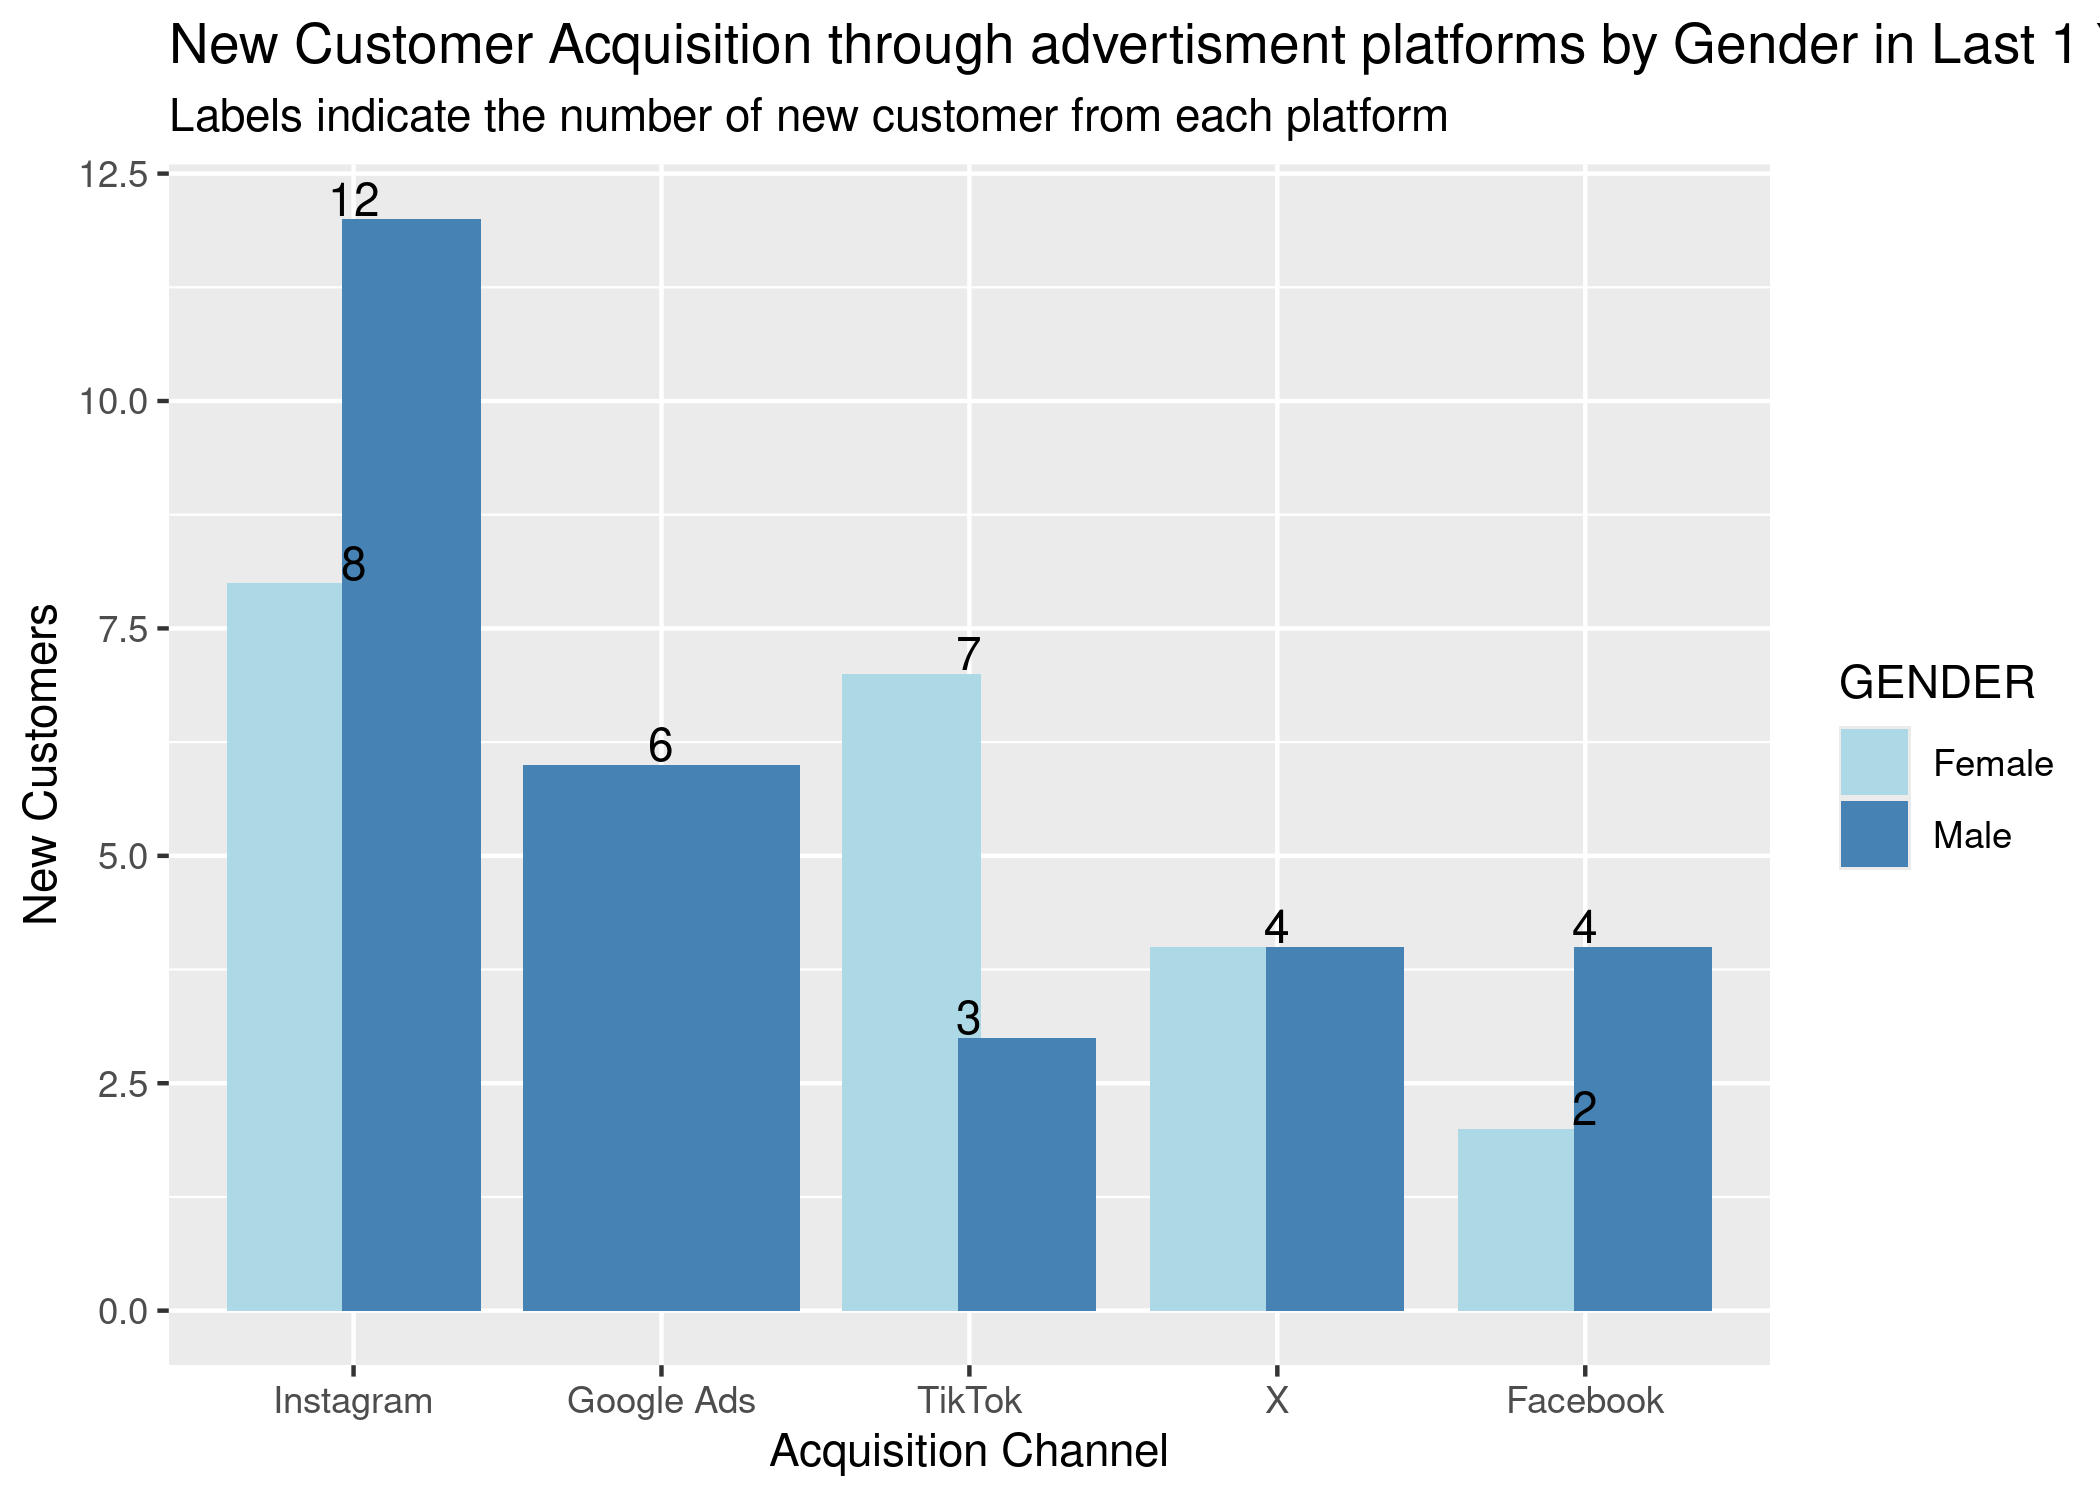 New Customer Acquisition through advertisment platforms by Gender in Last 1
Labels indicate the number of new customer from each platform
12.5
10.0
7.5
5.0
2.5
0.0
New Customers
12
8
6
7
3
4
4
2
Instagram
Google Ads
TikTok
X
Facebook
Acquisition Channel
GENDER
Female
Male